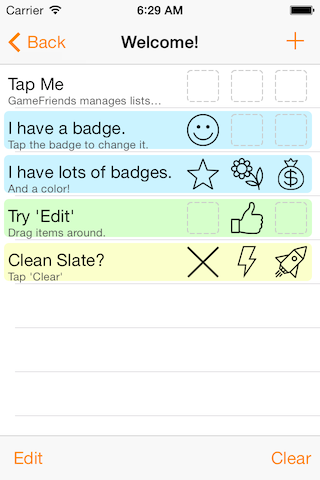 Carrier 6:29 AM
Back Welcome! +
Tap Me
GameFriends manages lists…
I have a badge.
Tap the badge to change it.
I have lots of badges.
And a color!
Try 'Edit'
Drag items around.
Clean Slate?
Tap 'Clear'
Edit Clear